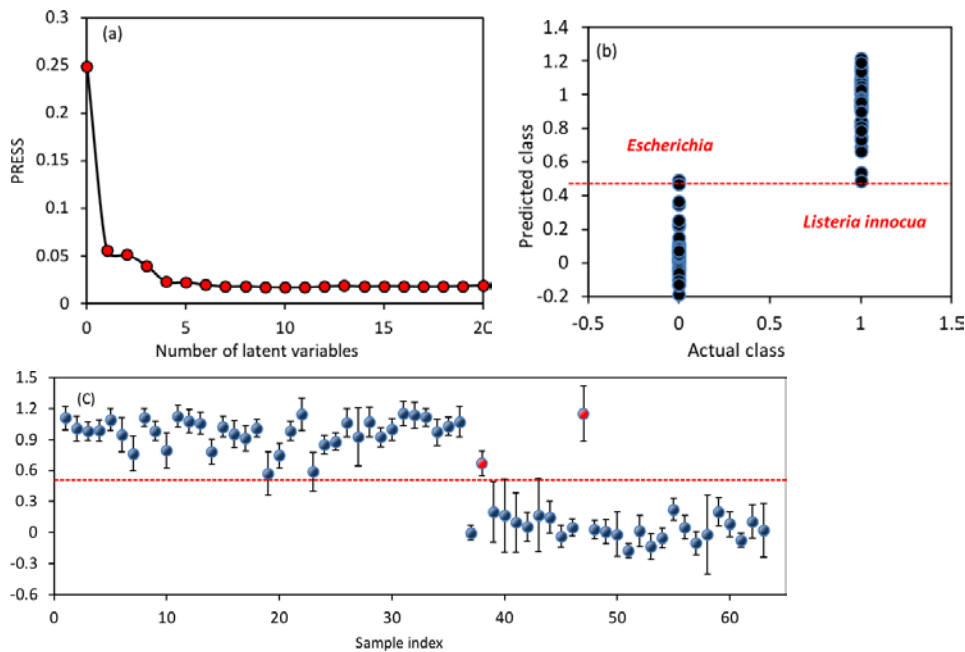 (a)
0.3
0.25
0.2
0.15
0.1
0.05
0
PRESS
0 5 10 15 20
Number of latent variables
(b)
1.4
1.2
1
0.8
0.6
0.4
0.2
0
-0.2
Predicted class
Escherichia
Listeria innocua
-0.5 0 0.5 1 1.5
Actual class
(C)
1.5
1.2
0.9
0.6
0.3
0
-0.3
-0.6
0 10 20 30 40 50 60
Sample index